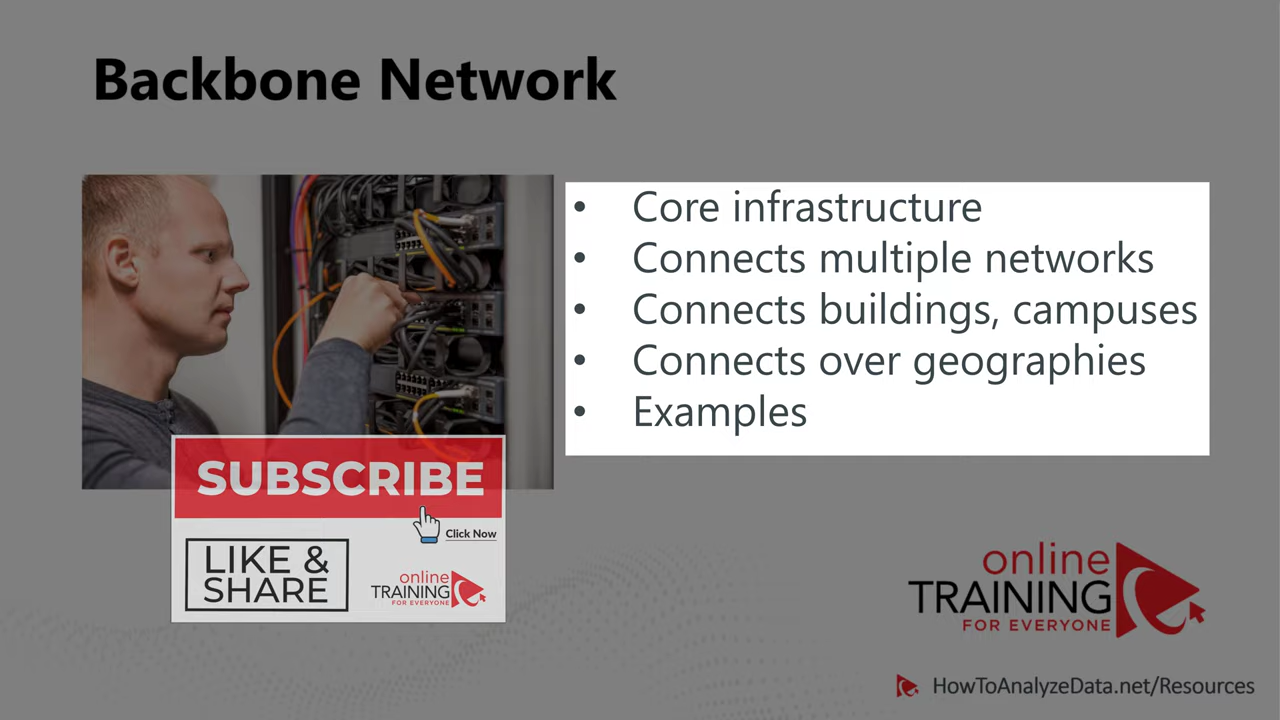 Backbone Network
• Core infrastructure
• Connects multiple networks
• Connects buildings, campuses
• Connects over geographies
• Examples
SUBSCRIBE
Click Now
LIKE &
SHARE
online
TRAINING
FOR EVERYONE
online
TRAINING
FOR EVERYONE
HowToAnalyzeData.net/Resources